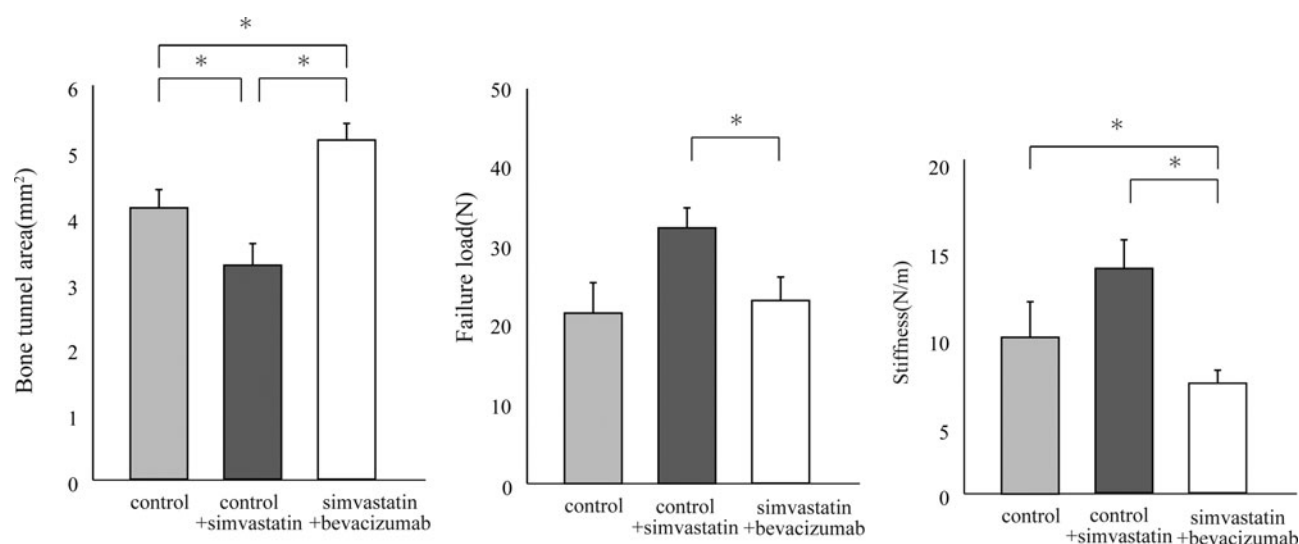 *
*
*
Bone tunnel area(mm²)
6
5
4
3
2
1
0
control
control
+simvastatin
simvastatin
+bevacizumab
*
Failure load(N)
50
40
30
20
10
0
control
control
+simvastatin
simvastatin
+bevacizumab
*
*
Stiffness(N/m)
20
15
10
5
0
control
control
+simvastatin
simvastatin
+bevacizumab